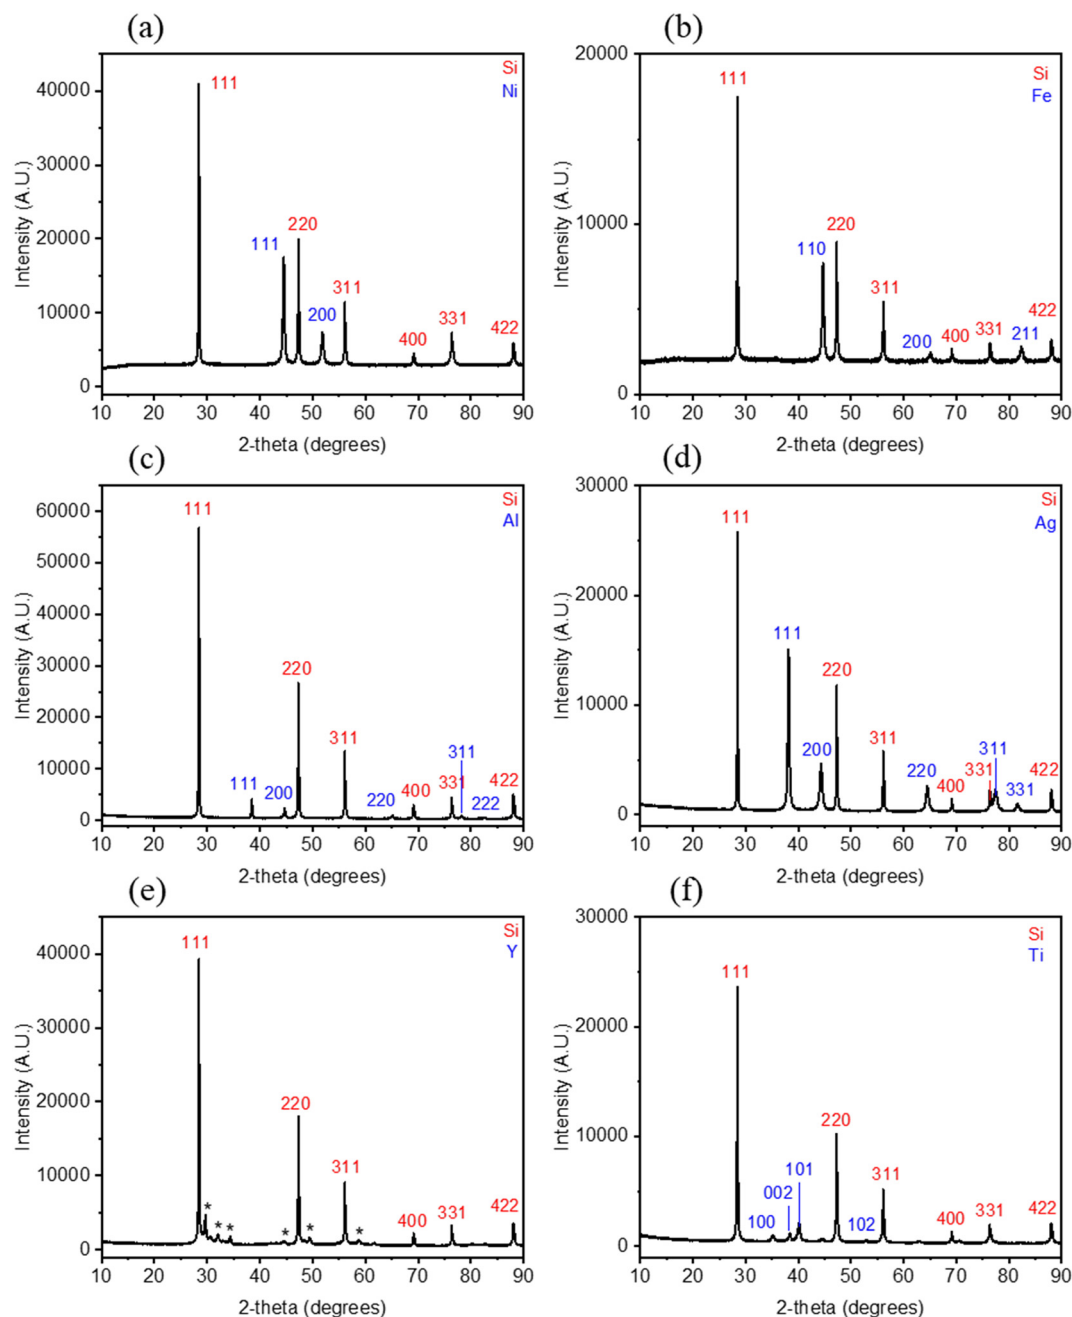 (a)
Si
Ni
111
111
220
200
311
400
331
422
Intensity (A.U.)
40000
30000
20000
10000
0
10 20 30 40 50 60 70 80 90
2-theta (degrees)
(b)
Si
Fe
111
110
220
311
200
400
331
211
422
Intensity (A.U.)
20000
10000
0
10 20 30 40 50 60 70 80 90
2-theta (degrees)
(c)
Si
Al
111
111
200
220
311
220
400
331
311
222
422
Intensity (A.U.)
60000
50000
40000
30000
20000
10000
0
10 20 30 40 50 60 70 80 90
2-theta (degrees)
(d)
Si
Ag
111
111
200
220
311
220
400
331
311
331
422
Intensity (A.U.)
30000
20000
10000
0
10 20 30 40 50 60 70 80 90
2-theta (degrees)
(e)
Si
Y
111
* * * * * *
220
311
400
331
422
Intensity (A.U.)
40000
30000
20000
10000
0
10 20 30 40 50 60 70 80 90
2-theta (degrees)
(f)
Si
Ti
111
100
002
101
220
102
311
400
331
422
Intensity (A.U.)
30000
20000
10000
0
10 20 30 40 50 60 70 80 90
2-theta (degrees)